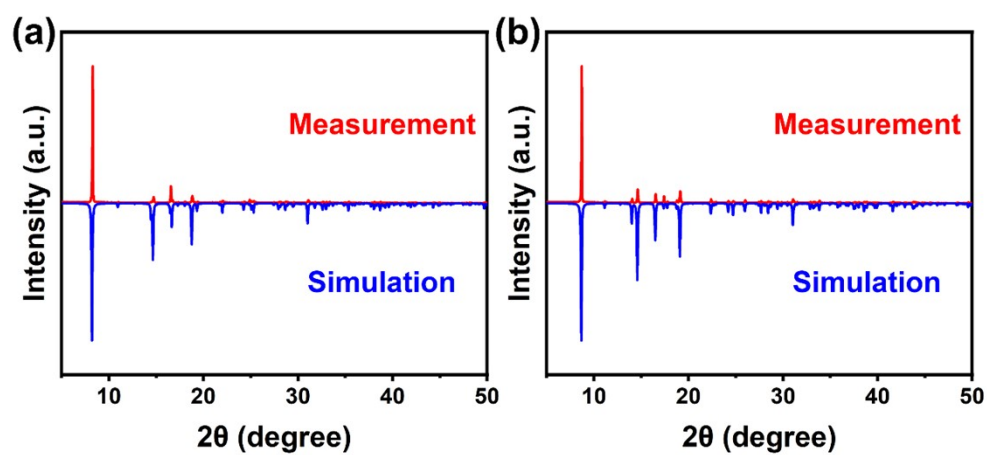 (a)
Intensity (a.u.)
Measurement
Simulation
10 20 30 40 50
2θ (degree)
(b)
Intensity (a.u.)
Measurement
Simulation
10 20 30 40 50
2θ (degree)